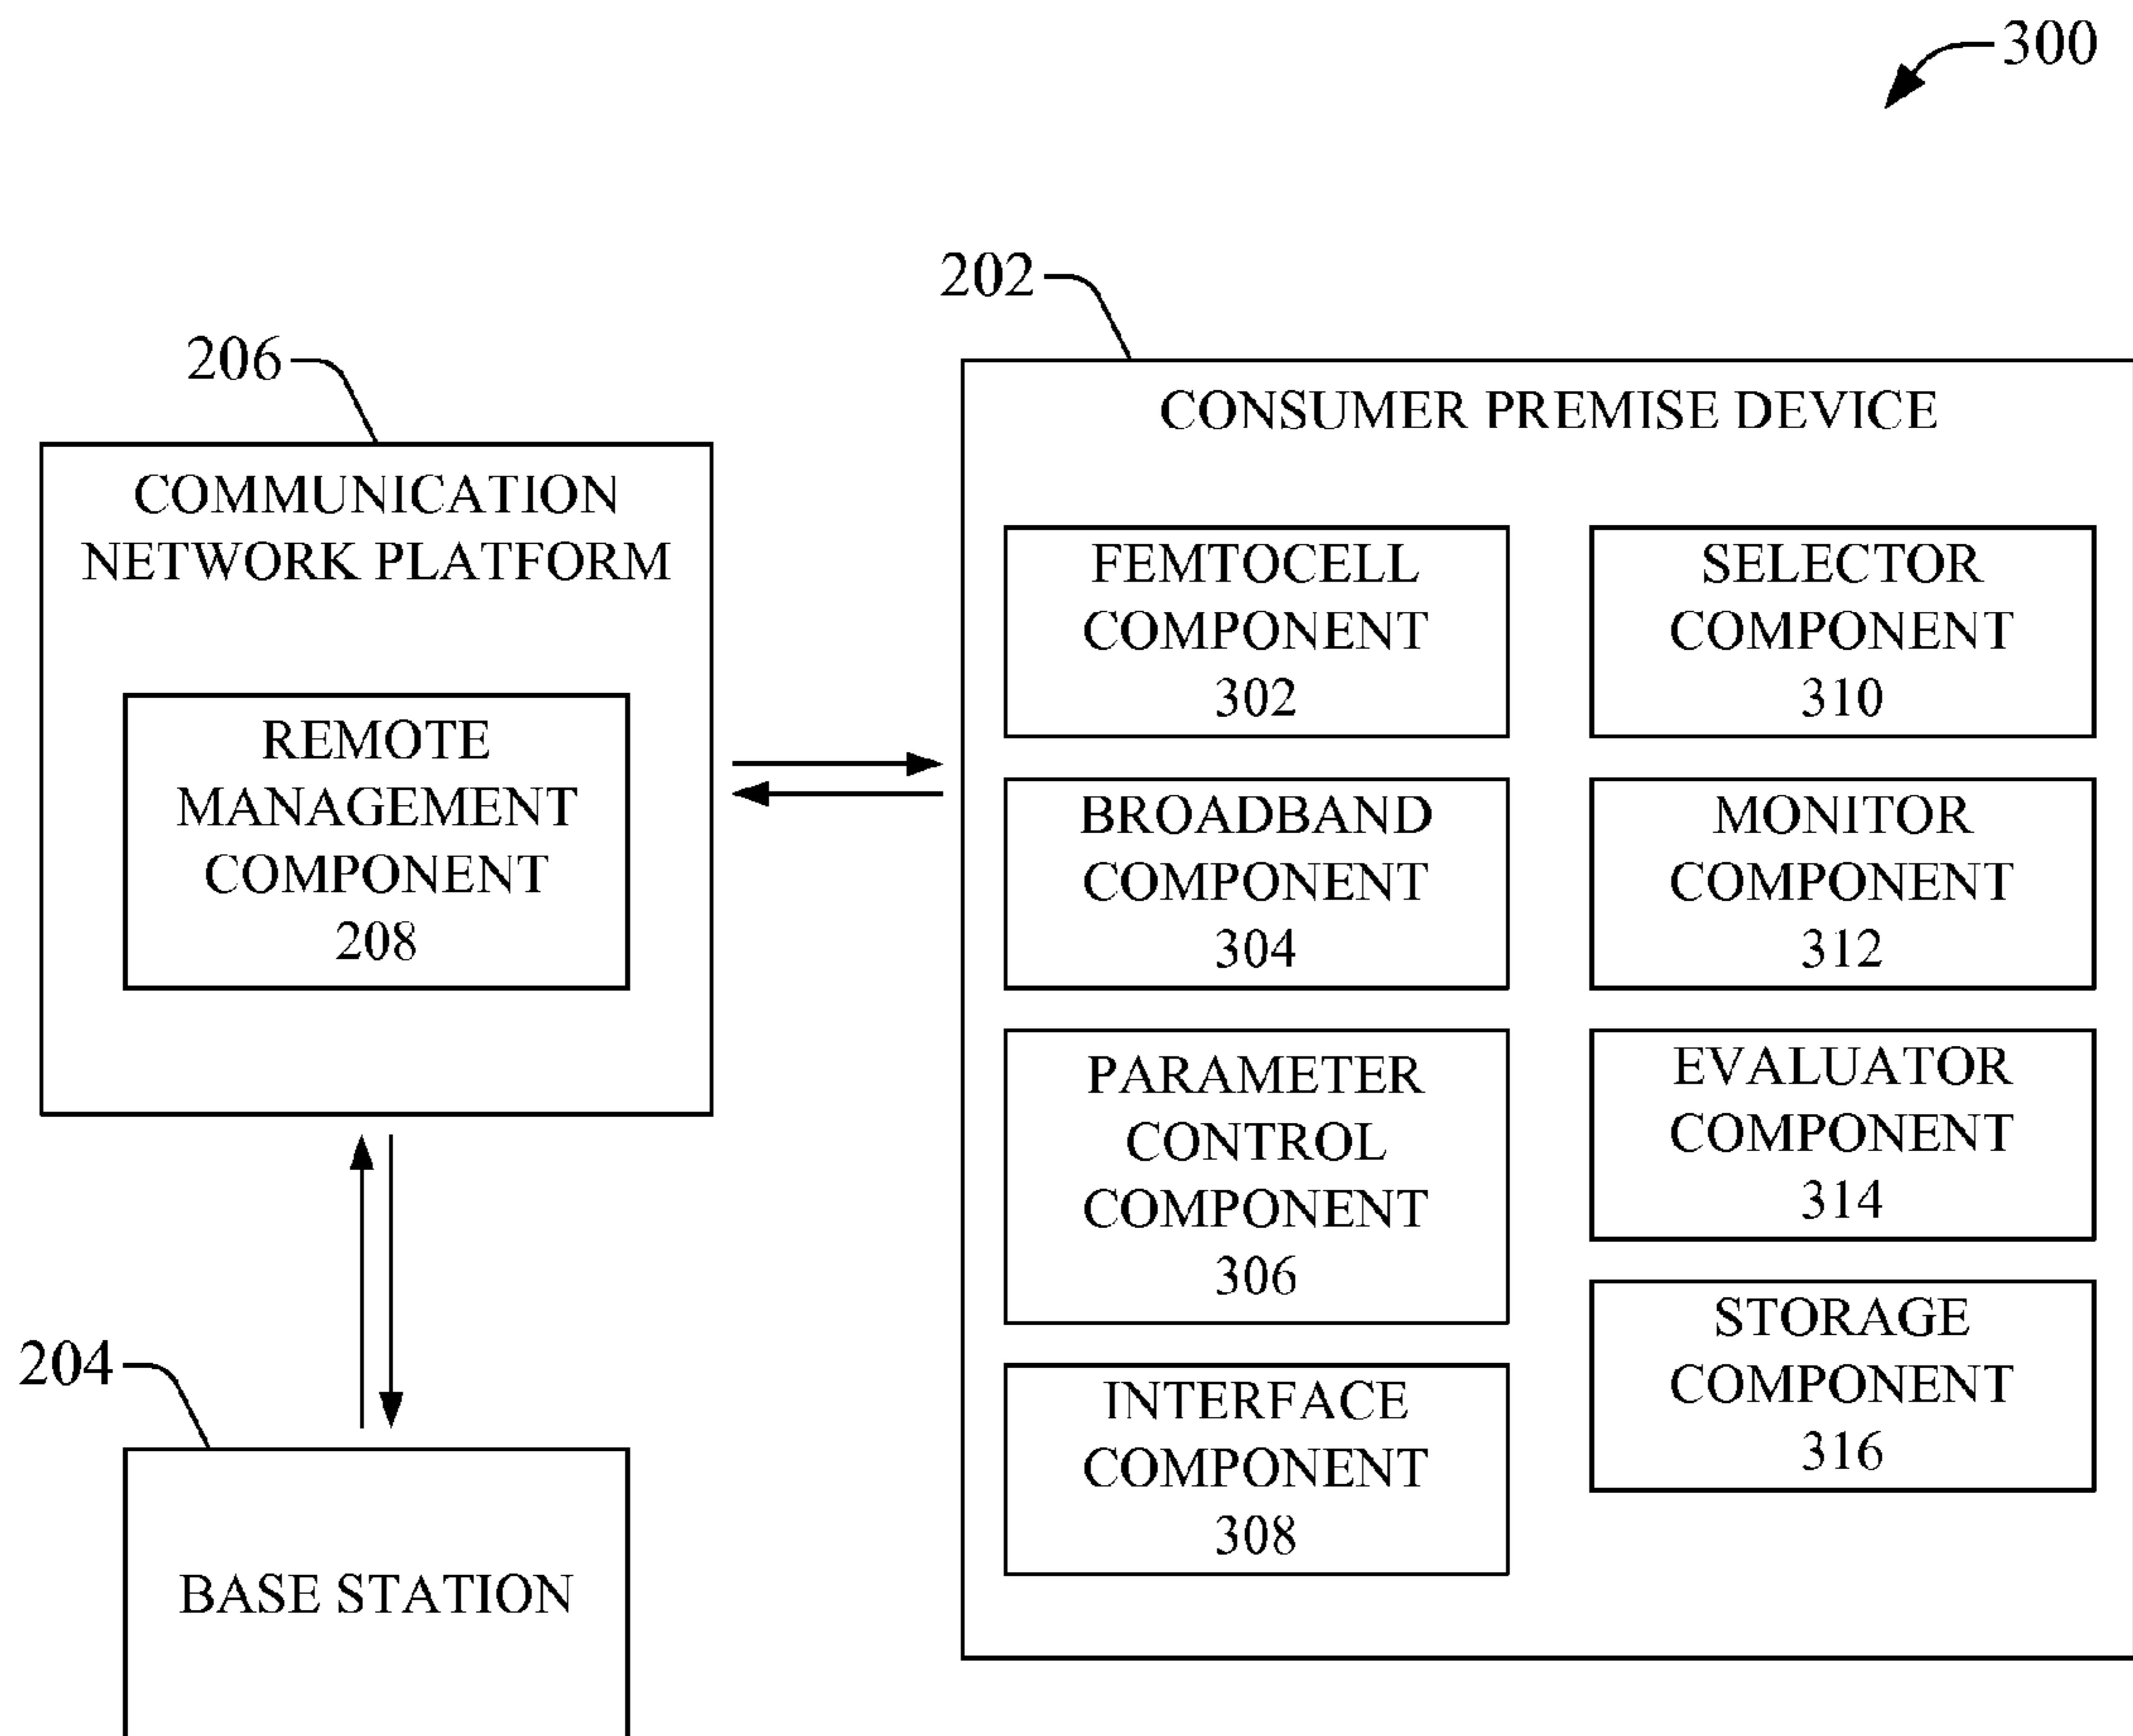 300
202
206
CONSUMER PREMISE DEVICE
COMMUNICATION
NETWORK PLATFORM
REMOTE
MANAGEMENT
COMPONENT
208
FEMTOCELL
COMPONENT
302
SELECTOR
COMPONENT
310
BROADBAND
COMPONENT
304
MONITOR
COMPONENT
312
PARAMETER
CONTROL
COMPONENT
306
EVALUATOR
COMPONENT
314
INTERFACE
COMPONENT
308
STORAGE
COMPONENT
316
204
BASE STATION